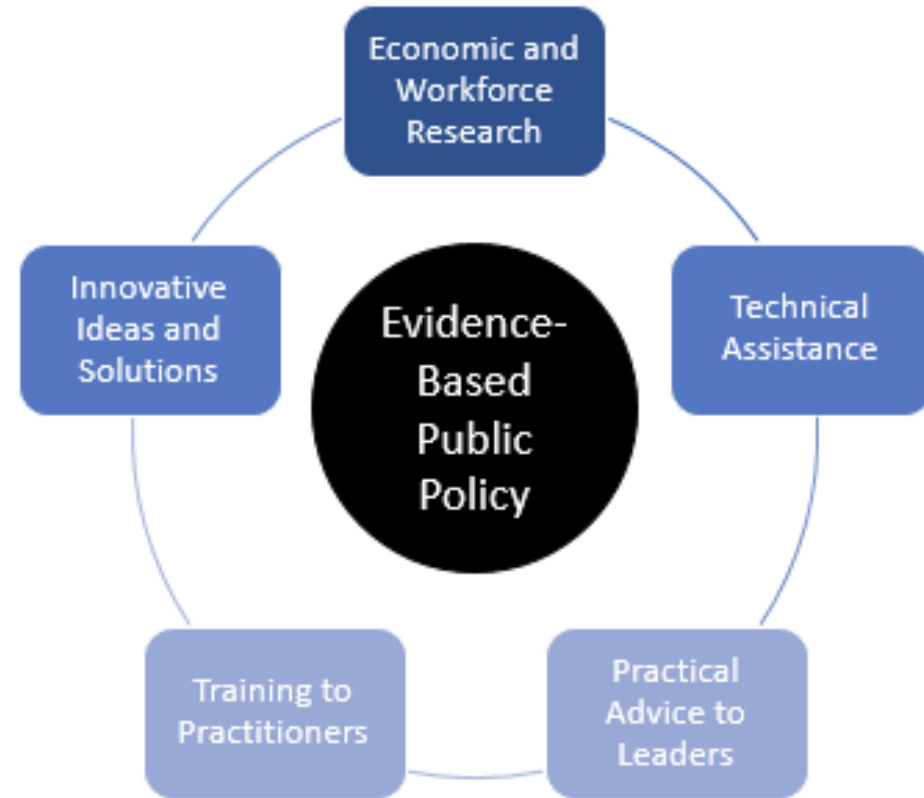 Economic and
Workforce
Research
Innovative
Ideas and
Solutions
Evidence-
Based
Public
Policy
Technical
Assistance
Training to
Practitioners
Practical
Advice to
Leaders